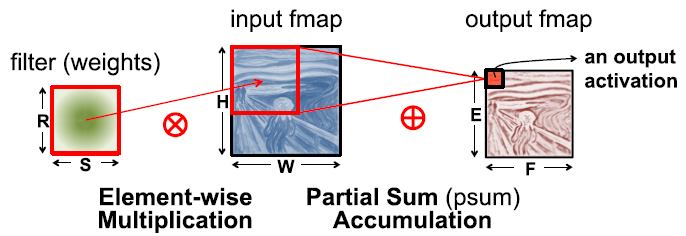 input fmap
output fmap
filter (weights)
an output
activation
R
S
H
W
E
F
Element-wise
Multiplication
Partial Sum (psum)
Accumulation